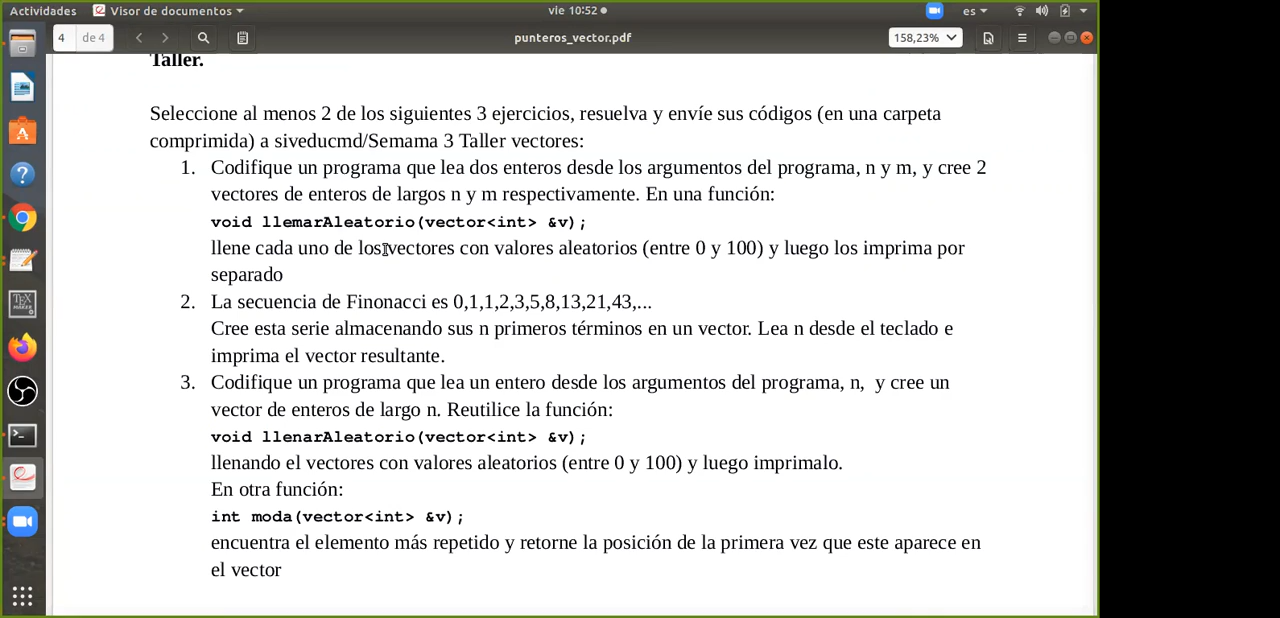 Actividades Visor de documentos vie 10:52 es
4 de 4 punteros_vector.pdf 158,23%
Taller.
Seleccione al menos 2 de los siguientes 3 ejercicios, resuelva y envíe sus códigos (en una carpeta
comprimida) a siveducmd/Semama 3 Taller vectores:
1. Codifique un programa que lea dos enteros desde los argumentos del programa, n y m, y cree 2
vectores de enteros de largos n y m respectivamente. En una función:
void llemarAleatorio(vector<int> &v);
llene cada uno de los vectores con valores aleatorios (entre 0 y 100) y luego los imprima por
separado
2. La secuencia de Finonacci es 0,1,1,2,3,5,8,13,21,43,...
Cree esta serie almacenando sus n primeros términos en un vector. Lea n desde el teclado e
imprima el vector resultante.
3. Codifique un programa que lea un entero desde los argumentos del programa, n, y cree un
vector de enteros de largo n. Reutilice la función:
void llenarAleatorio(vector<int> &v);
llenando el vectores con valores aleatorios (entre 0 y 100) y luego imprimalo.
En otra función:
int moda(vector<int> &v);
encuentra el elemento más repetido y retorne la posición de la primera vez que este aparece en
el vector